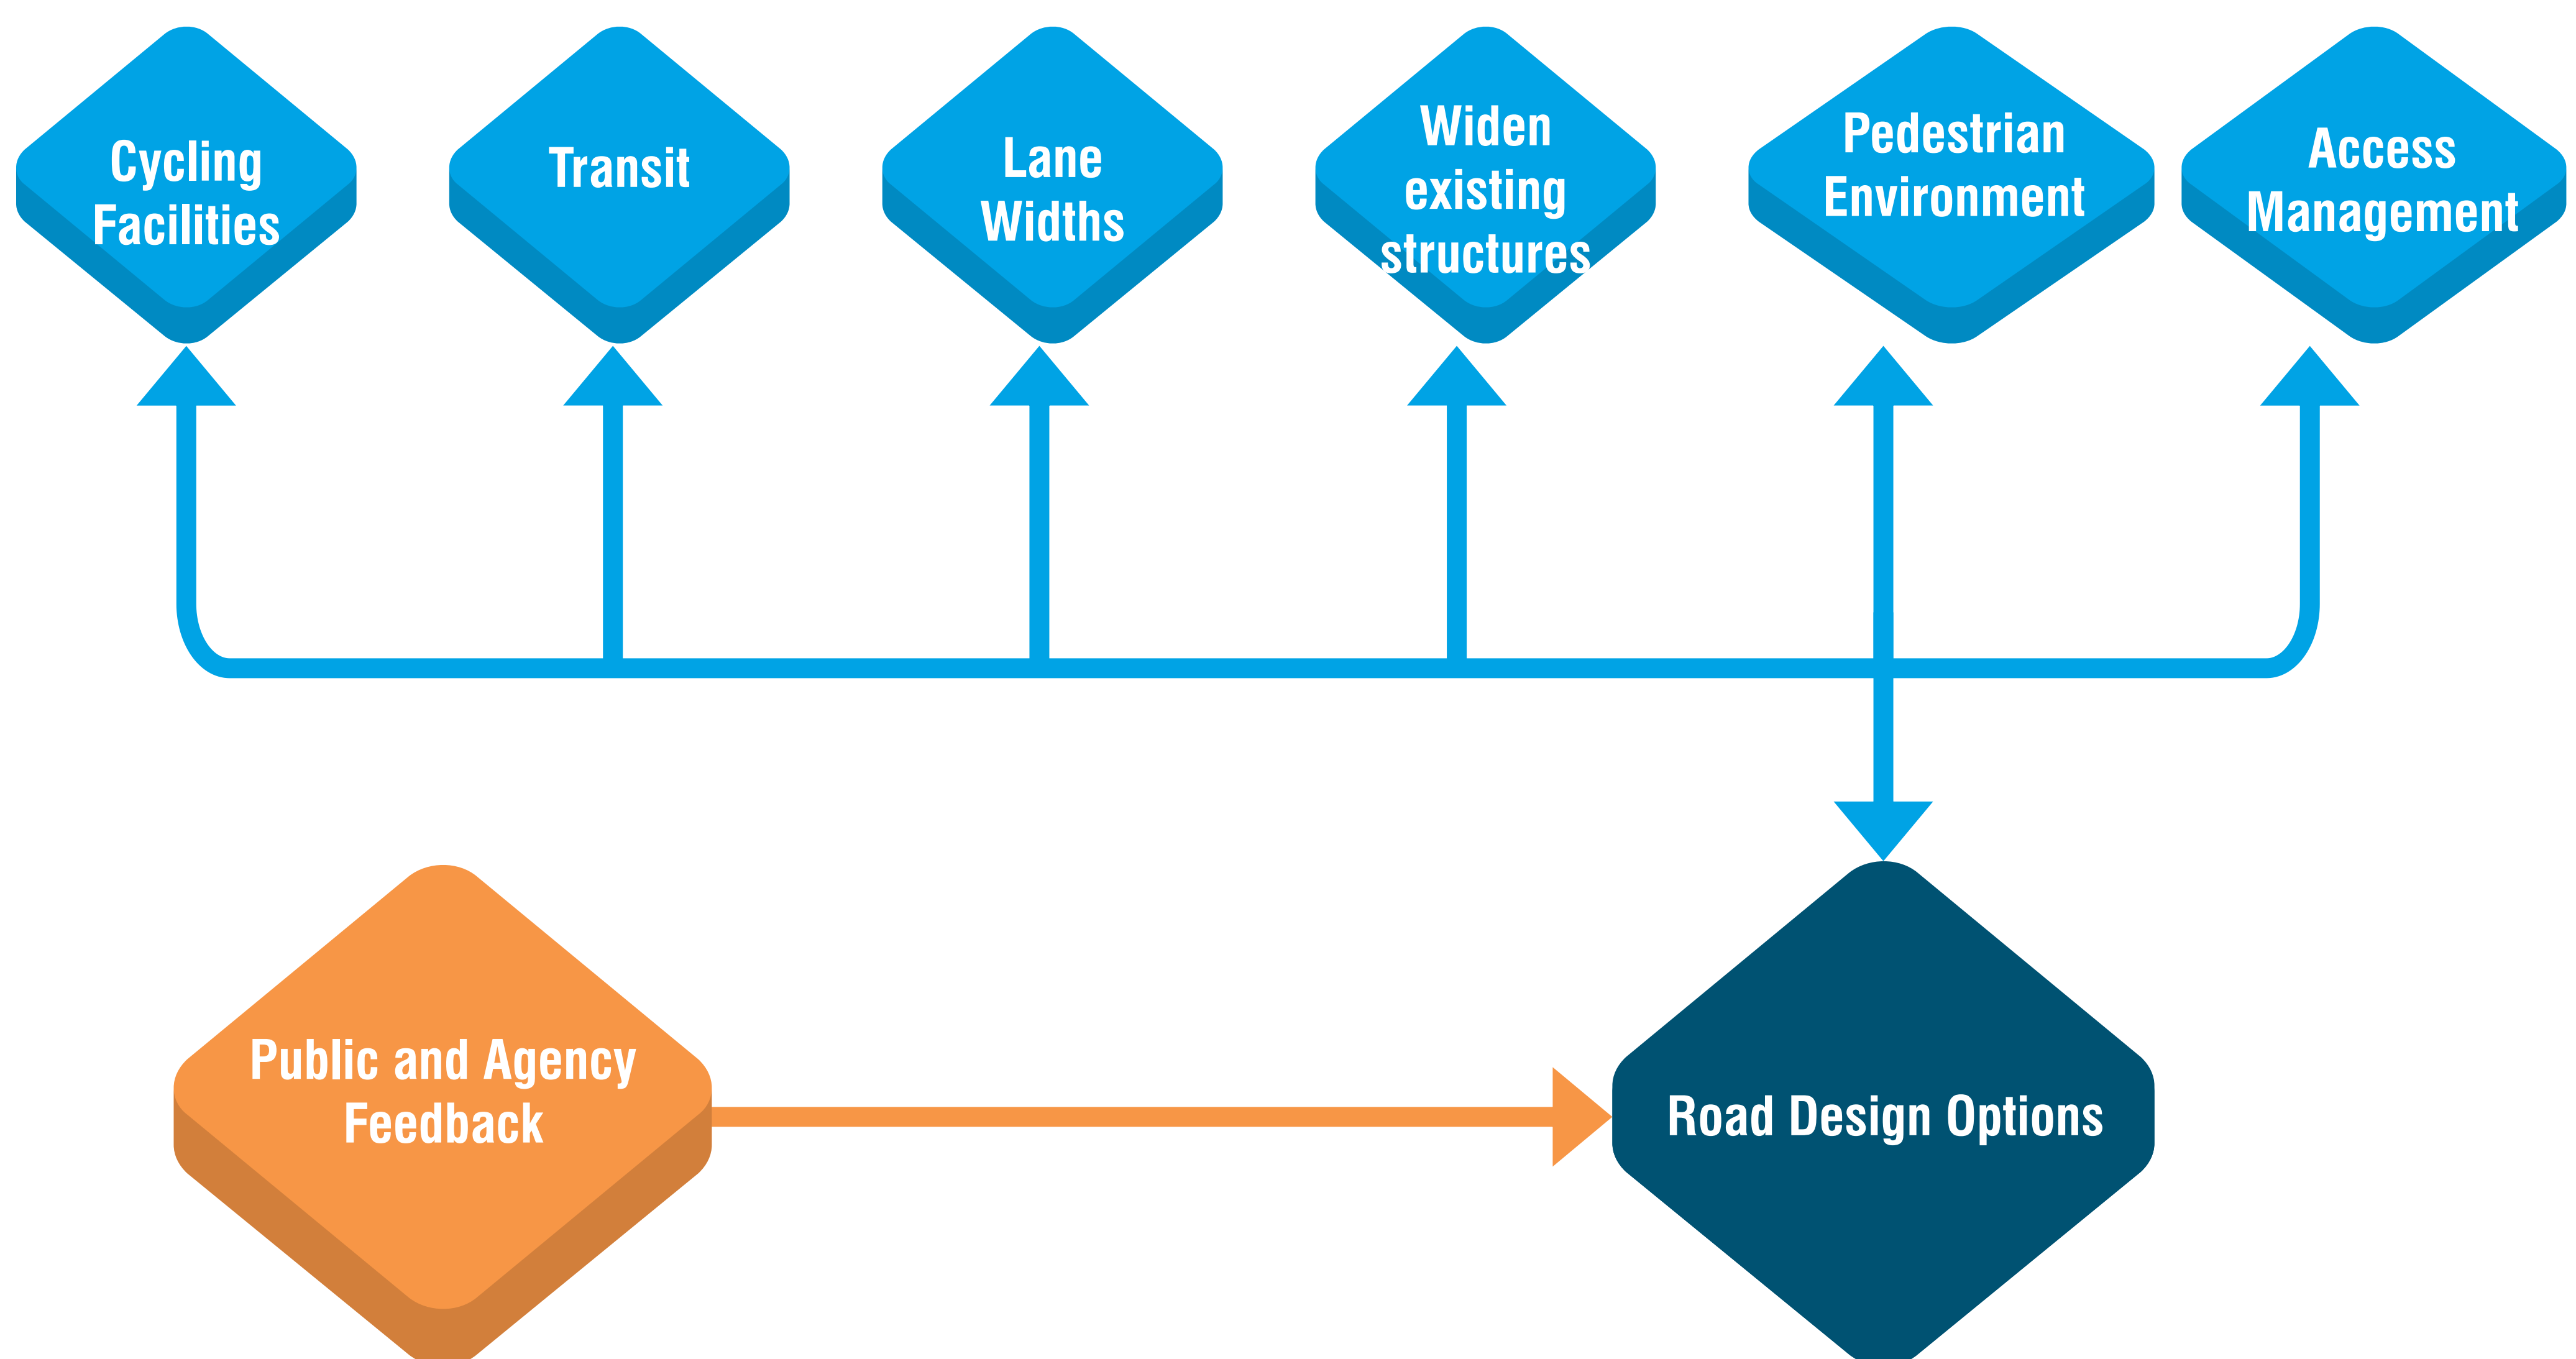 Cycling
Facilities
Transit
Lane
Widths
Widen
existing
structures
Pedestrian
Environment
Access
Management
Public and Agency
Feedback
Road Design Options